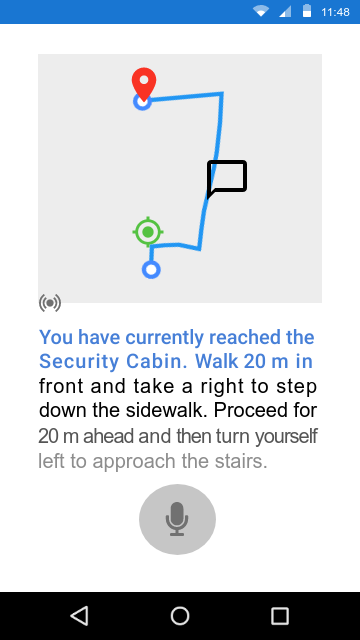 11:48
You have currently reached the
Security Cabin. Walk 20 m in
front and take a right to step
down the sidewalk. Proceed for
20 m ahead and then turn yourself
left to approach the stairs.